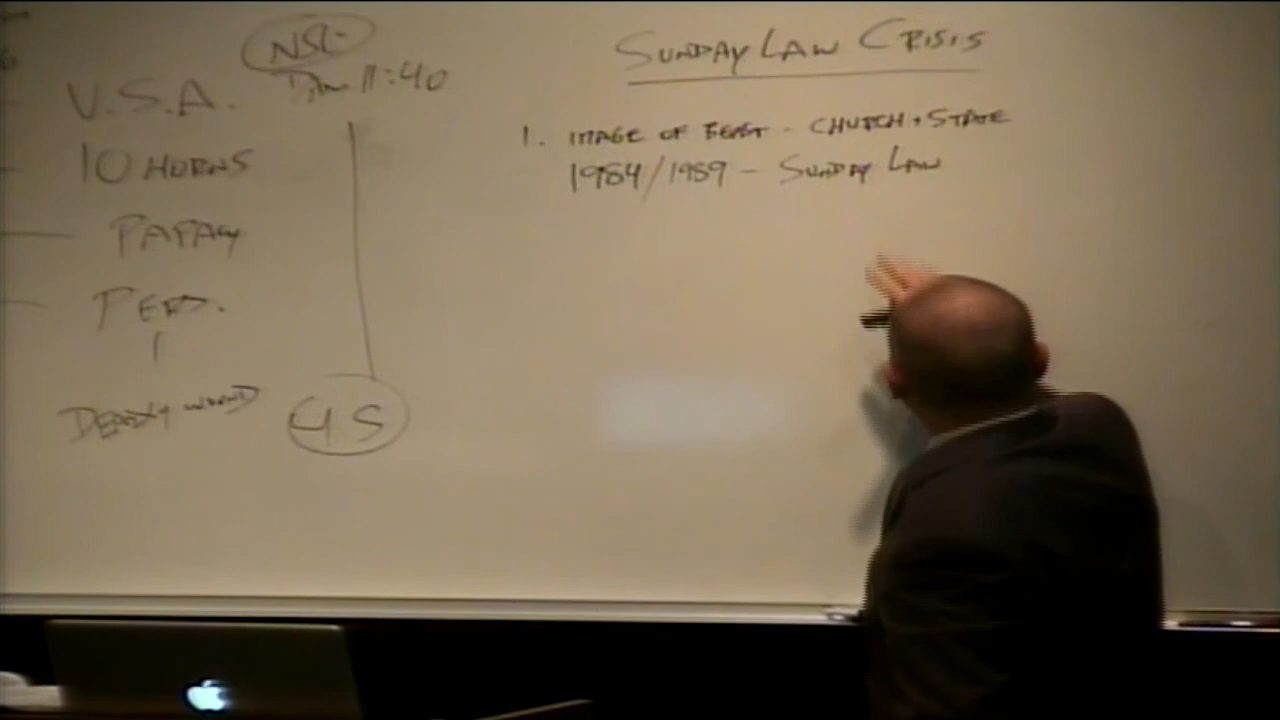 NSL
Dan 11:40
U.S.A.
10 HORNS
PAPACY
PERS.
DEADLY WOUND
45
SUNDAY LAW CRISIS
1. IMAGE OF BEAST - CHURCH + STATE
1984/1989 - SUNDAY LAW